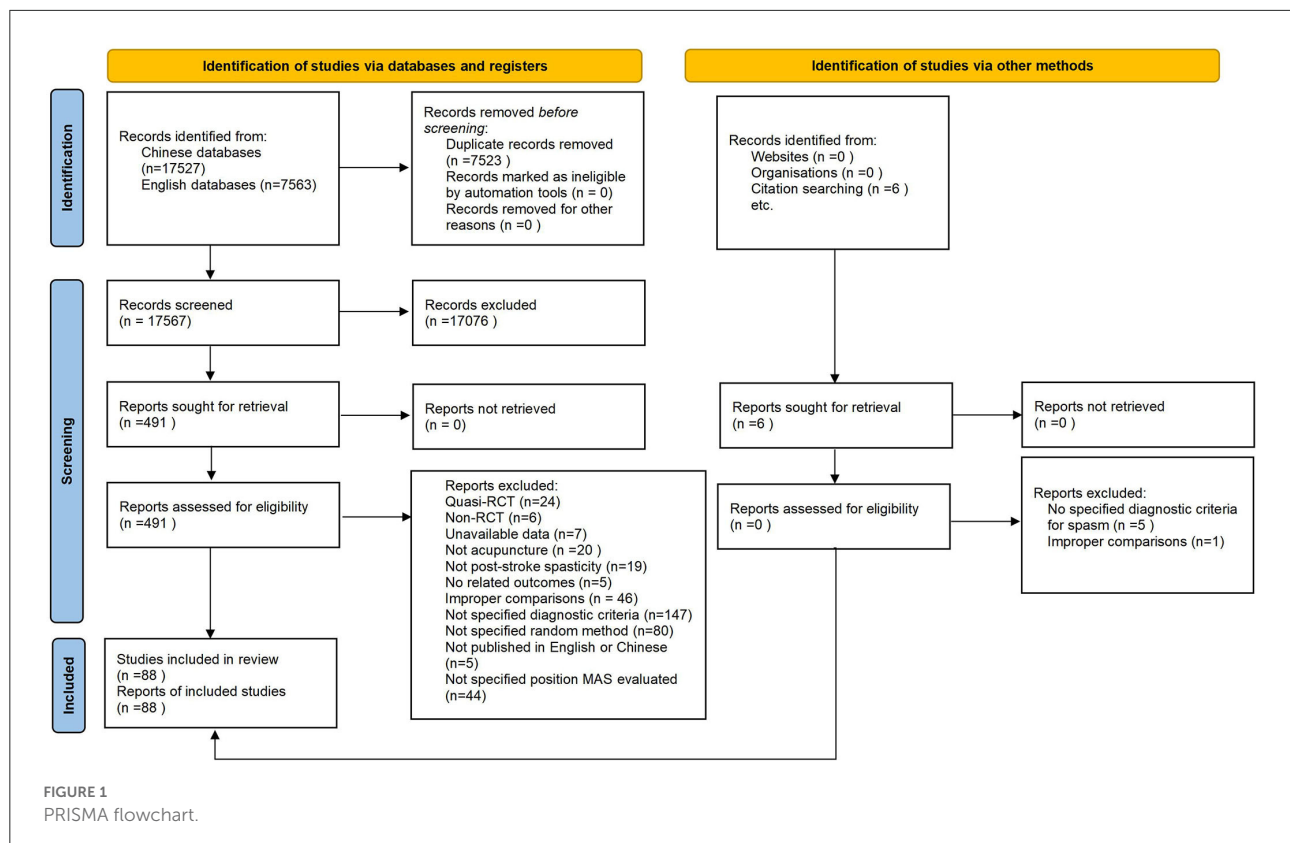 Identification of studies via databases and registers
Identification of studies via other methods
Identification
Records identified from:
Chinese databases
(n=17527)
English databases (n=7563)
Records removed before
screening:
Duplicate records removed
(n =7523 )
Records marked as ineligible
by automation tools (n = 0)
Records removed for other
reasons (n =0 )
Records identified from:
Websites (n =0 )
Organisations (n =0)
Citation searching (n =6 )
etc.
Screening
Records screened
(n = 17567)
Records excluded
(n =17076 )
Reports sought for retrieval
(n =491 )
Reports not retrieved
(n = 0)
Reports sought for retrieval
(n =6 )
Reports not retrieved
(n =0 )
Reports assessed for eligibility
(n =491 )
Reports excluded:
Quasi-RCT (n=24)
Non-RCT (n=6)
Unavailable data (n=7)
Not acupuncture (n =20 )
Not post-stroke spasticity (n=19)
No related outcomes (n=5)
Improper comparisons (n = 46)
Not specified diagnostic criteria (n=147)
Not specified random method (n=80)
Not published in English or Chinese
(n=5)
Not specified position MAS evaluated
(n=44)
Reports assessed for eligibility
(n =0 )
Reports excluded:
No specified diagnostic criteria
for spasm (n =5 )
Improper comparisons (n=1)
Included
Studies included in review
(n =88 )
Reports of included studies
(n =88 )
FIGURE 1
PRISMA flowchart.